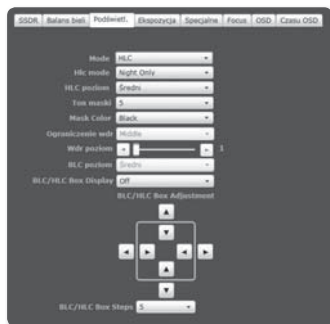 SSDR Balans bieli Podświetl. Ekspozycja Specjalne Focus OSD Czasu OSD
Mode HLC
Hlc mode Night Only
HLC poziom Średni
Ton maski 5
Mask Color Black
Ograniczenie wdr Middle
Wdr poziom 1
BLC poziom Średni
BLC/HLC Box Display Off
BLC/HLC Box Adjustment
BLC/HLC Box Steps 5